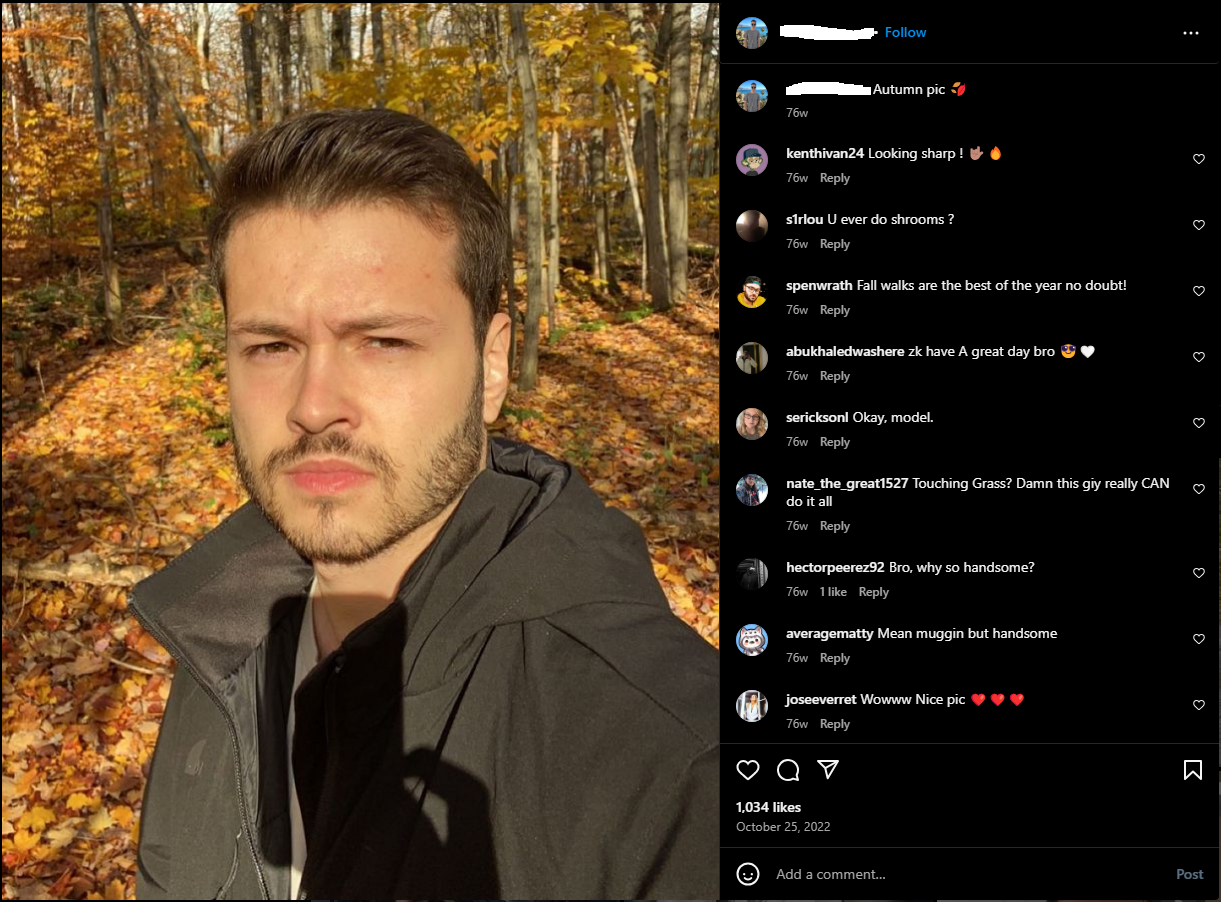 Follow
Autumn pic 🍂
76w
kenthivan24 Looking sharp ! 🤟🏽 🔥
76w Reply
s1rlou U ever do shrooms ?
76w Reply
spenwrath Fall walks are the best of the year no doubt!
76w Reply
abukhaledwashere zk have A great day bro 🤍
76w Reply
sericksonl Okay, model.
76w Reply
nate_the_great1527 Touching Grass? Damn this giy really CAN
do it all
76w Reply
hectorpeerez92 Bro, why so handsome?
76w 1 like Reply
averagematty Mean muggin but handsome
76w Reply
joseeverret Wowww Nice pic ❤️ ❤️ ❤️
76w Reply
1,034 likes
October 25, 2022
Add a comment... Post